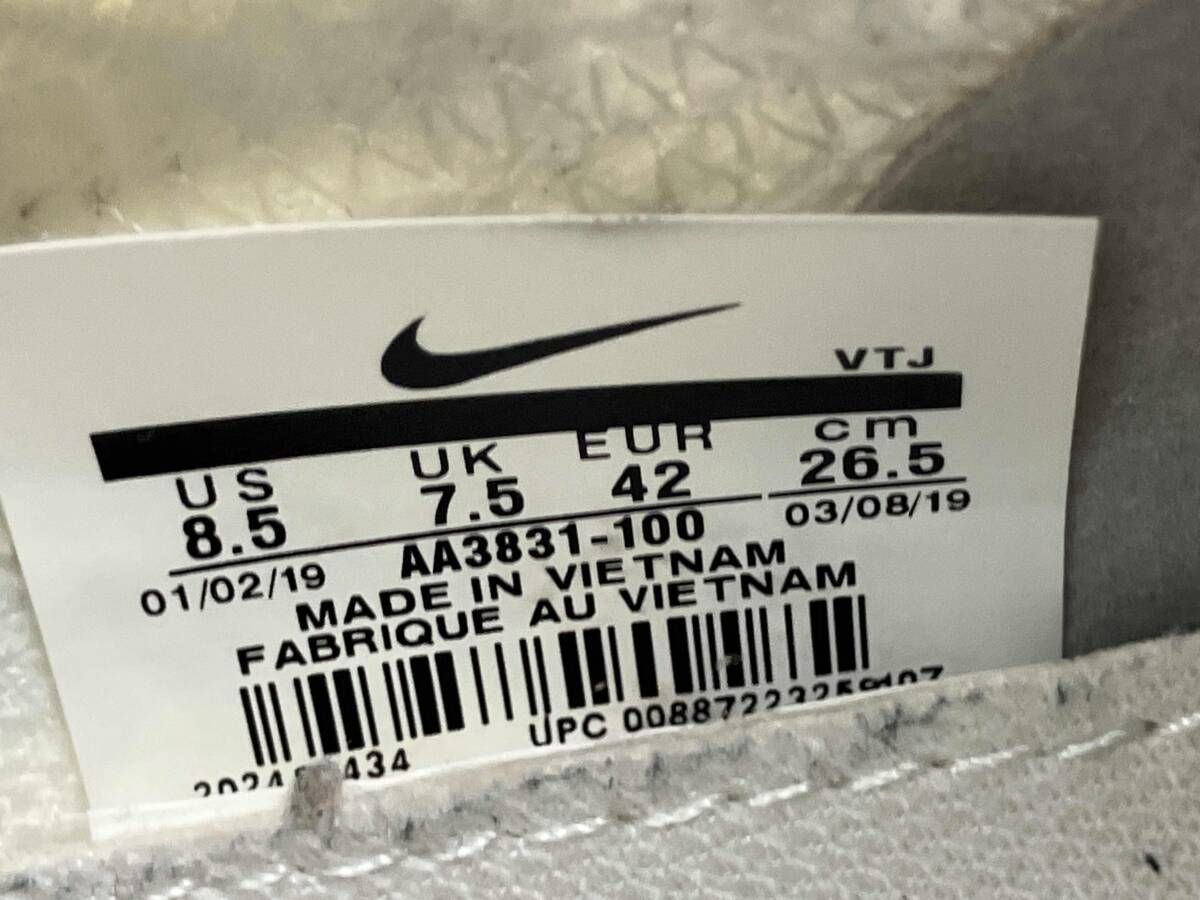 VTJ
US UK EUR cm
8.5 7.5 42 26.5
01/02/19 AA3831-100 03/08/19
MADE IN VIETNAM
FABRIQUE AU VIETNAM
UPC